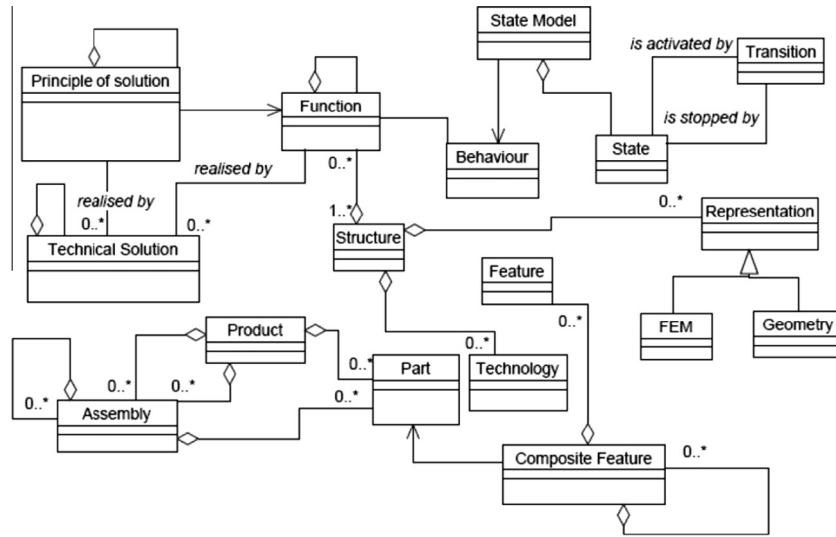 State Model
is activated by
Transition
Principle of solution
Function
is stopped by
Behaviour
State
realised by
0..*
realised by
0..*
0..*
1..*
0..*
Representation
Technical Solution
Structure
Feature
0..*
FEM
Geometry
Product
0..*
Part
Technology
0..*
0..*
0..*
0..*
Assembly
0..*
Composite Feature
0..*